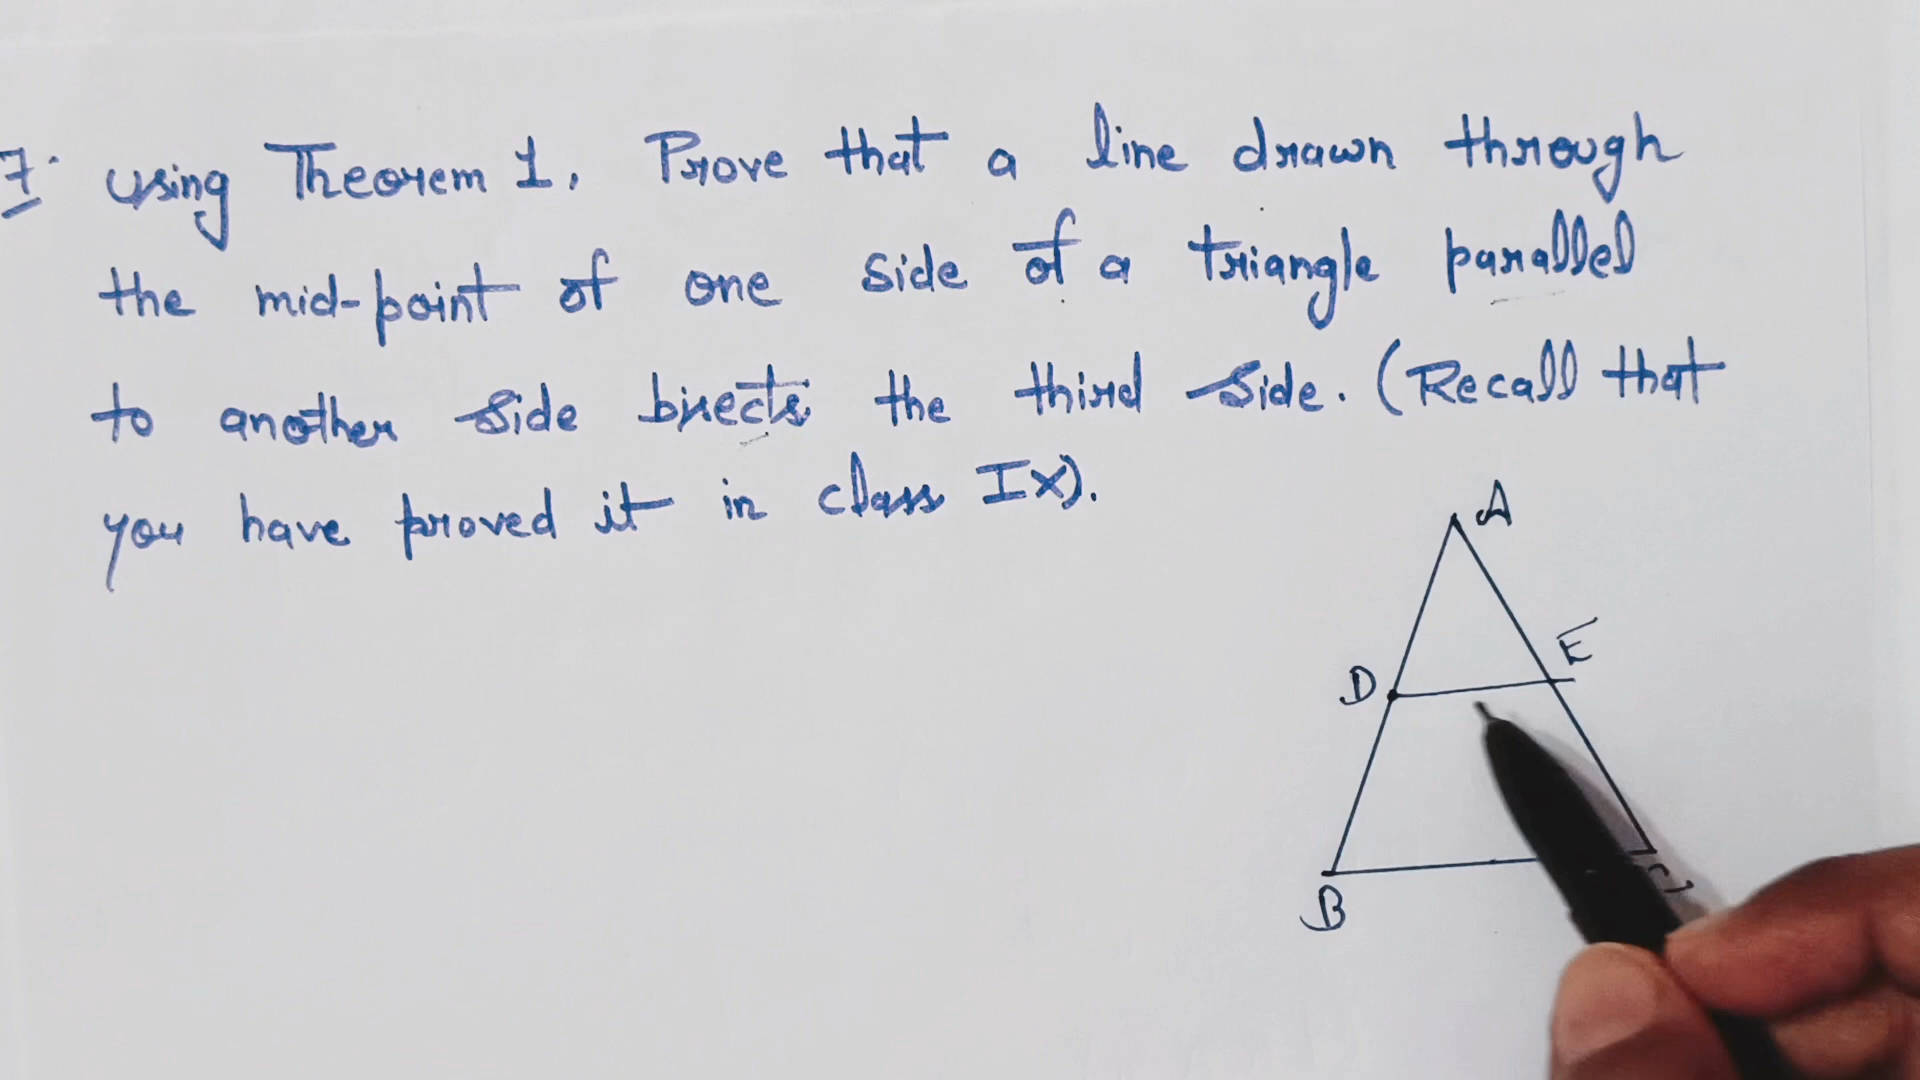 7. using Theorem 1, Prove that a line drawn through
the mid-point of one side of a triangle parallel
to another side bisects the third side. (Recall that
you have proved it in class IX).
A
E
D
B
C